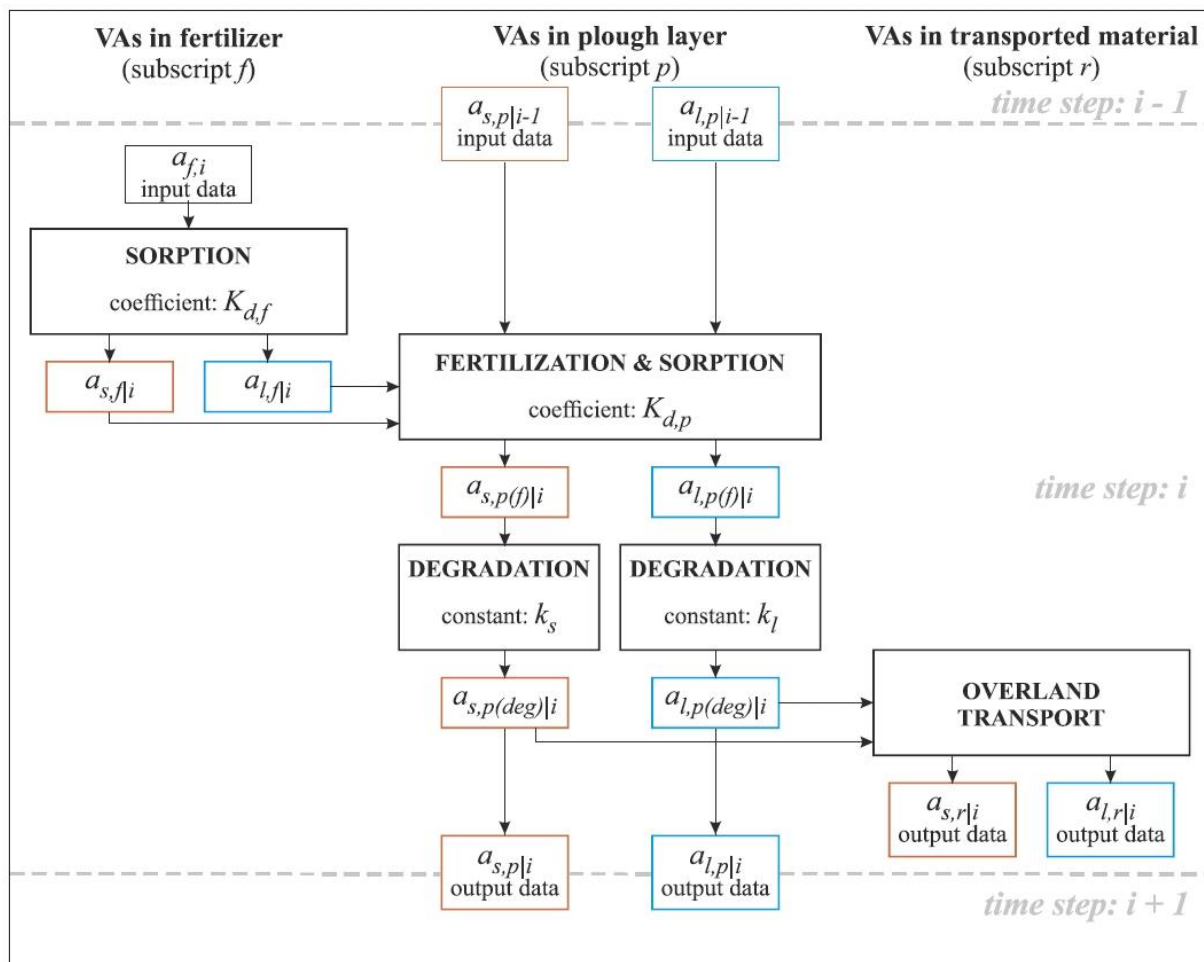 VAs in fertilizer
(subscript f)
VAs in plough layer
(subscript p)
VAs in transported material
(subscript r)
time step: i - 1
a_{s,p|i-1}
input data
a_{l,p|i-1}
input data
a_{f,i}
input data
SORPTION
coefficient: K_{d,f}
a_{s,f|i}
a_{l,f|i}
FERTILIZATION & SORPTION
coefficient: K_{d,p}
a_{s,p(f)|i}
a_{l,p(f)|i}
time step: i
DEGRADATION
constant: k_s
DEGRADATION
constant: k_l
a_{s,p(deg)|i}
a_{l,p(deg)|i}
OVERLAND
TRANSPORT
a_{s,r|i}
output data
a_{l,r|i}
output data
a_{s,p|i}
output data
a_{l,p|i}
output data
time step: i + 1